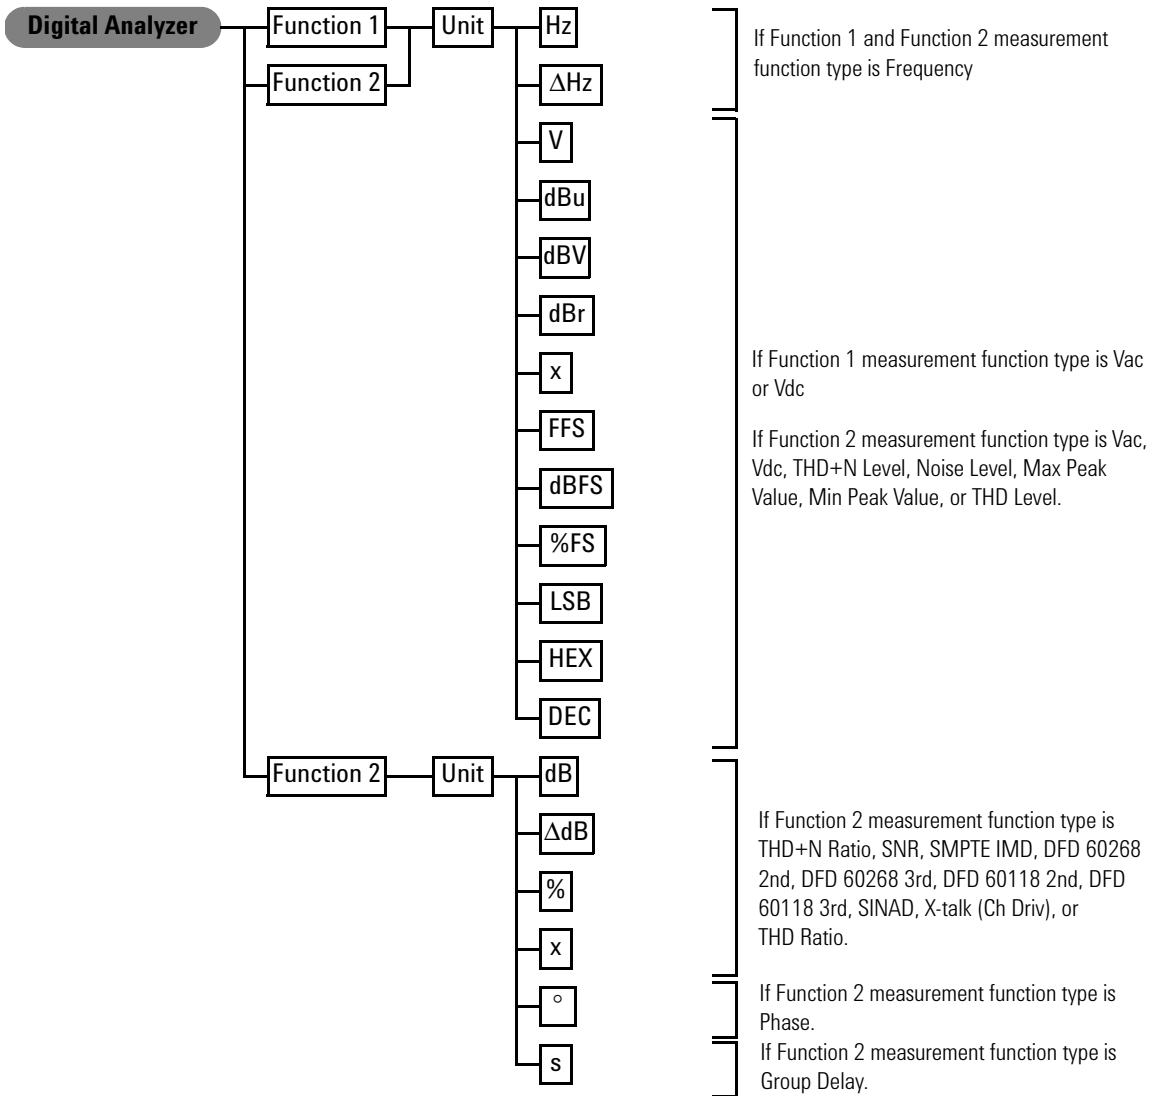 Digital Analyzer
Function 1
Unit
Hz
If Function 1 and Function 2 measurement
function type is Frequency
Function 2
ΔHz
V
dBu
dBV
dBr
x
If Function 1 measurement function type is Vac
or Vdc
FFS
If Function 2 measurement function type is Vac,
Vdc, THD+N Level, Noise Level, Max Peak
Value, Min Peak Value, or THD Level.
dBFS
%FS
LSB
HEX
DEC
Function 2
Unit
dB
ΔdB
%
x
If Function 2 measurement function type is
THD+N Ratio, SNR, SMPTE IMD, DFD 60268
2nd, DFD 60268 3rd, DFD 60118 2nd, DFD
60118 3rd, SINAD, X-talk (Ch Driv), or
THD Ratio.
°
If Function 2 measurement function type is
Phase.
s
If Function 2 measurement function type is
Group Delay.